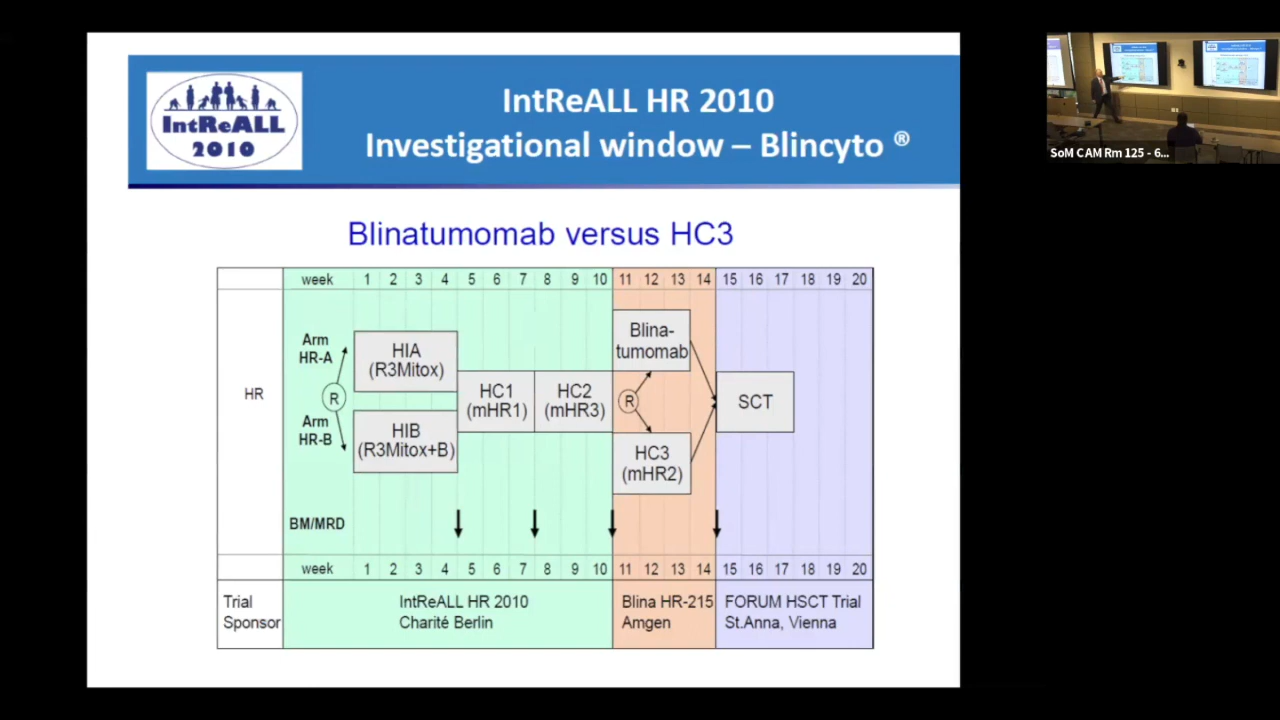 IntReALL
2010
IntReALL HR 2010
Investigational window – Blincyto ®
Blinatumomab versus HC3
week 1 2 3 4 5 6 7 8 9 10 11 12 13 14 15 16 17 18 19 20
HR
Arm
HR-A
R
Arm
HR-B
HIA
(R3Mitox)
HIB
(R3Mitox+B)
HC1
(mHR1)
HC2
(mHR3)
R
Blina-
tumomab
HC3
(mHR2)
SCT
BM/MRD
week 1 2 3 4 5 6 7 8 9 10 11 12 13 14 15 16 17 18 19 20
Trial
Sponsor
IntReALL HR 2010
Charité Berlin
Blina HR-215
Amgen
FORUM HSCT Trial
St.Anna, Vienna
SoM CAM Rm 125 - 6...